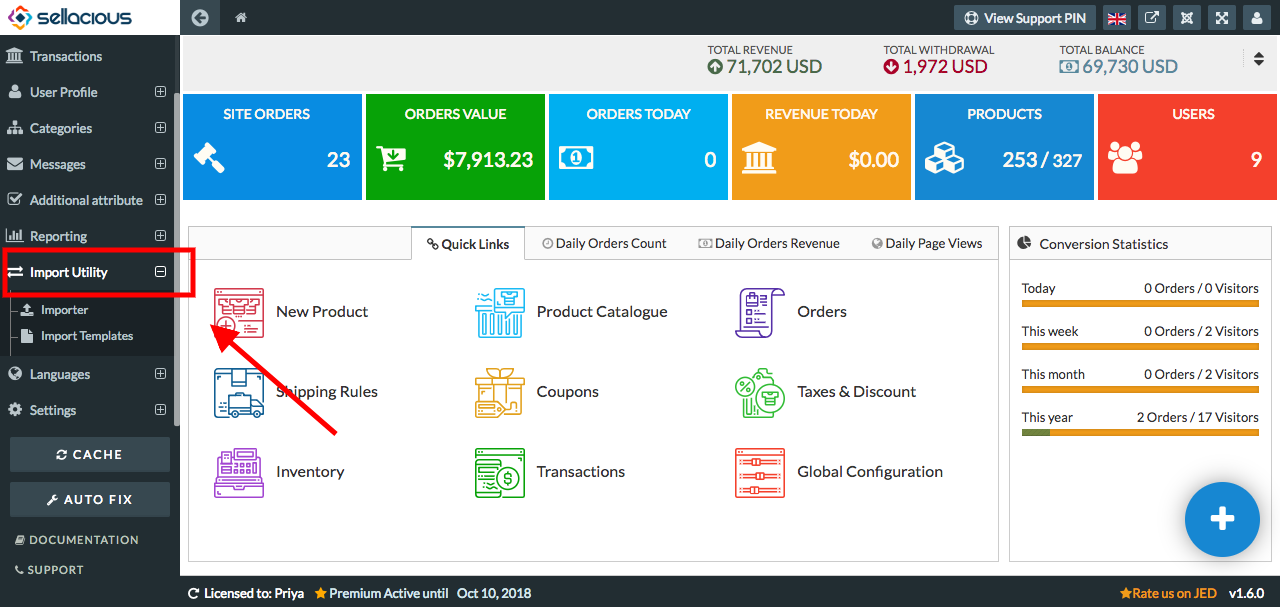 sellacious
View Support PIN
Transactions
User Profile
Categories
Messages
Additional attribute
Reporting
Import Utility
Importer
Import Templates
Languages
Settings
CACHE
AUTO FIX
DOCUMENTATION
SUPPORT
TOTAL REVENUE
71,702 USD
TOTAL WITHDRAWAL
1,972 USD
TOTAL BALANCE
69,730 USD
SITE ORDERS
23
ORDERS VALUE
$7,913.23
ORDERS TODAY
0
REVENUE TODAY
$0.00
PRODUCTS
253 / 327
USERS
9
Quick Links
Daily Orders Count
Daily Orders Revenue
Daily Page Views
New Product
Product Catalogue
Orders
Shipping Rules
Coupons
Taxes & Discount
Inventory
Transactions
Global Configuration
Conversion Statistics
Today 0 Orders / 0 Visitors
This week 0 Orders / 2 Visitors
This month 0 Orders / 2 Visitors
This year 2 Orders / 17 Visitors
Licensed to: Priya Premium Active until Oct 10, 2018
Rate us on JED v1.6.0